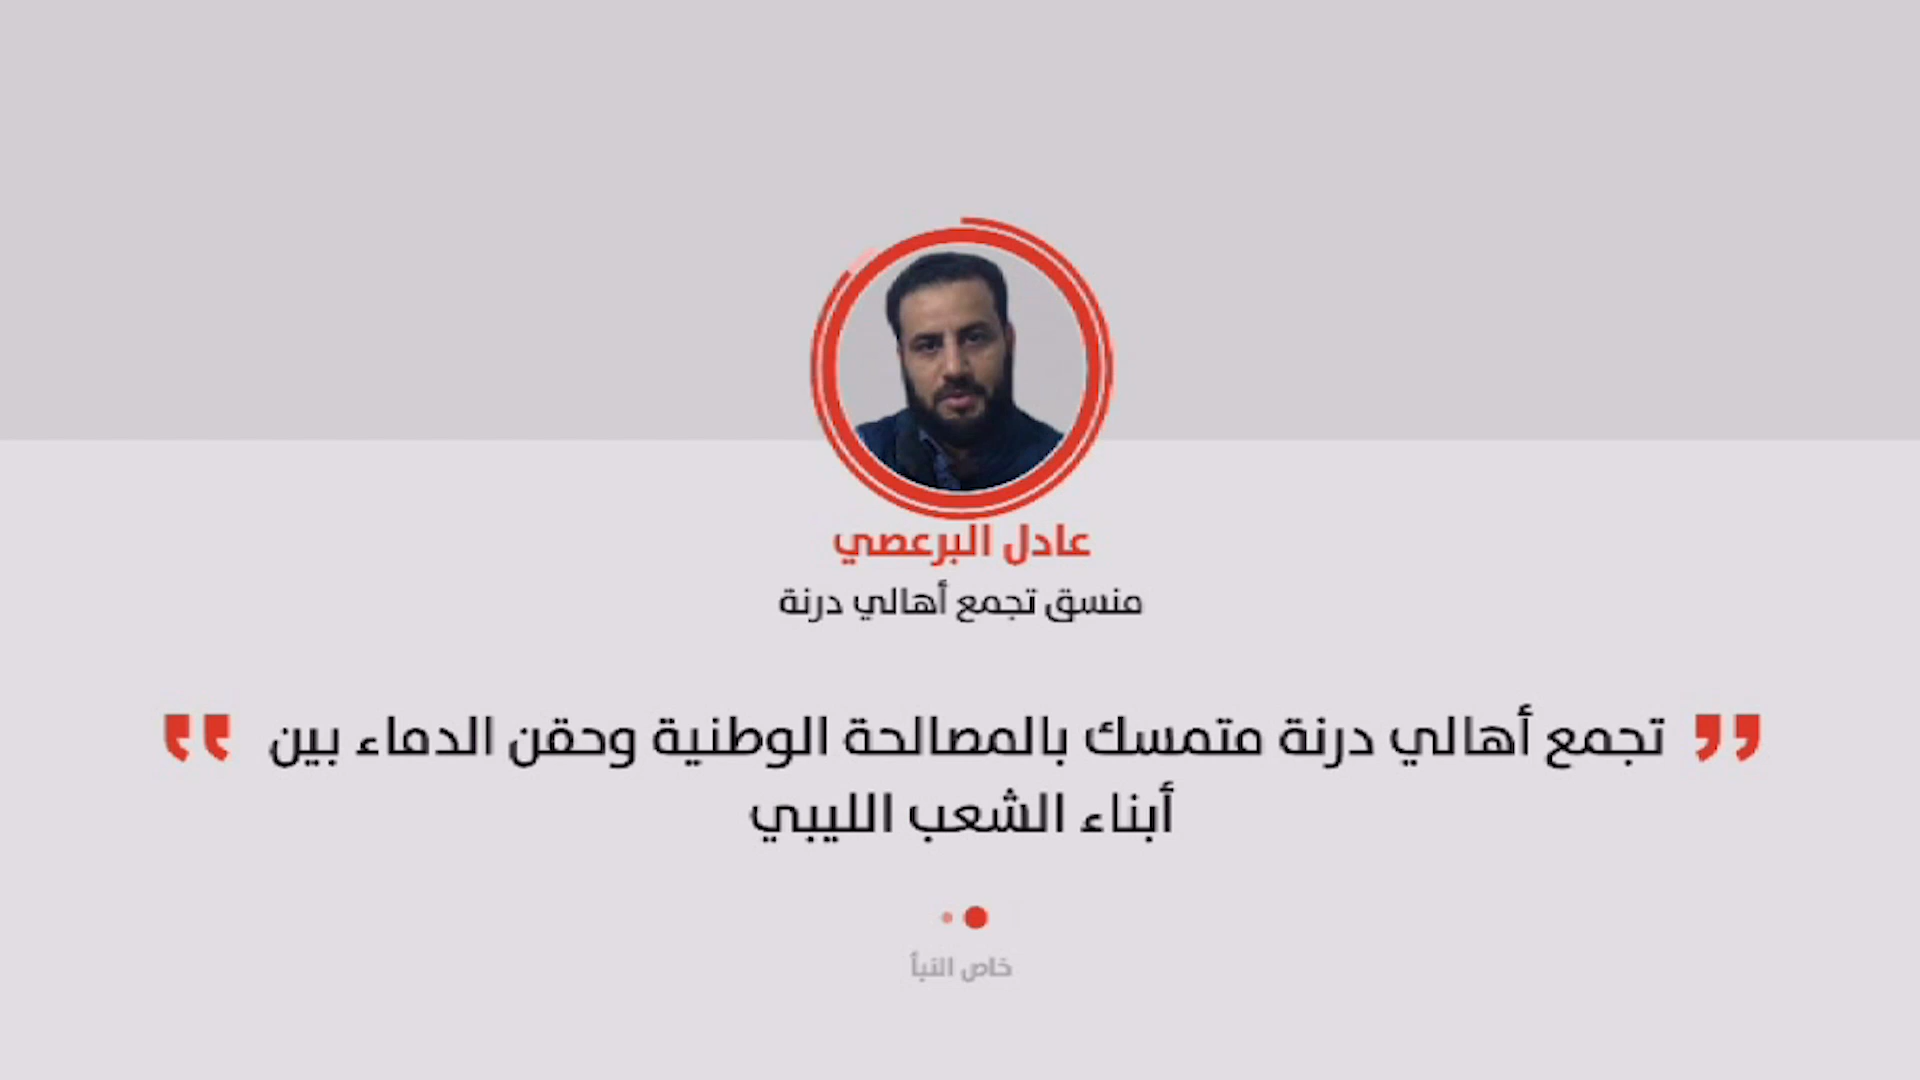 عادل البرعصي
منسق تجمع أهالي درنة
" تجمع أهالي درنة متمسك بالمصالحة الوطنية وحقن الدماء بين "
أبناء الشعب الليبي
خاص النبأ